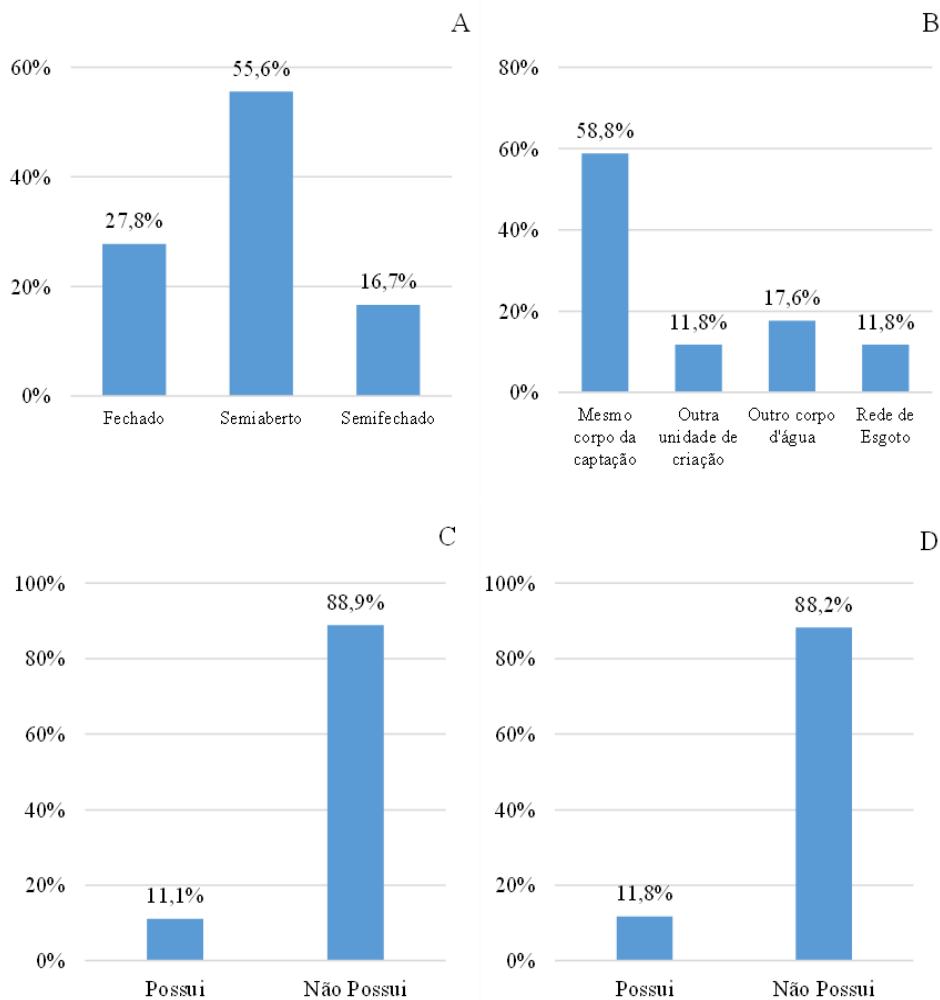 A
60%
40%
20%
0%
27,8%
55,6%
16,7%
Fechado
Semiaberto
Semifechado
B
80%
60%
40%
20%
0%
58,8%
11,8%
17,6%
11,8%
Mesmo
corpo da
captação
Outra
unidade de
criação
Outro corpo
d'água
Rede de
Esgoto
C
100%
80%
60%
40%
20%
0%
11,1%
88,9%
Possui
Não Possui
D
100%
80%
60%
40%
20%
0%
11,8%
88,2%
Possui
Não Possui